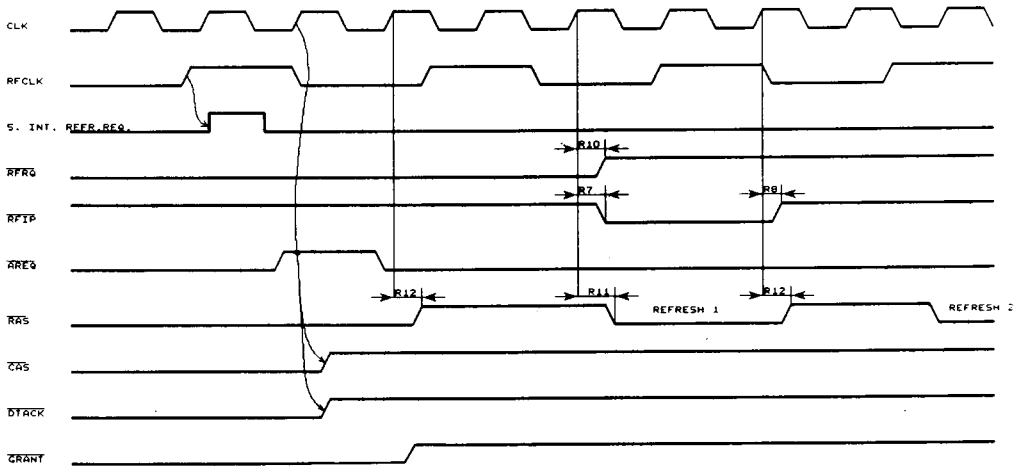 CLK
RFCLK
S. INT. REFR.REQ.
R10
RFRQ
R7
R8
RFIP
AREQ
R12
R11
R12
RAS
REFRESH 1
REFRESH 2
CAS
DTACK
GRANT